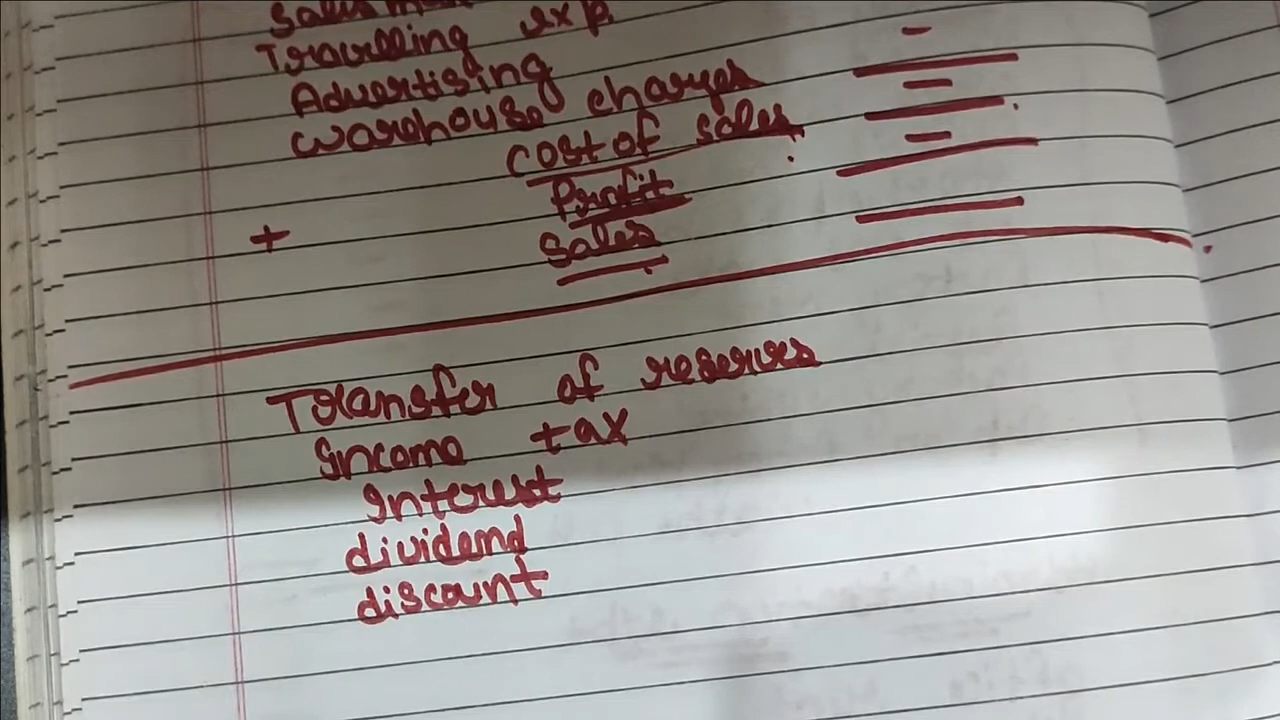 Travelling exp.
Advertising
warehouse charges
cost of sales
+ Profit
Sales
Transfer of reserves
Income tax
Interest
dividend
discount